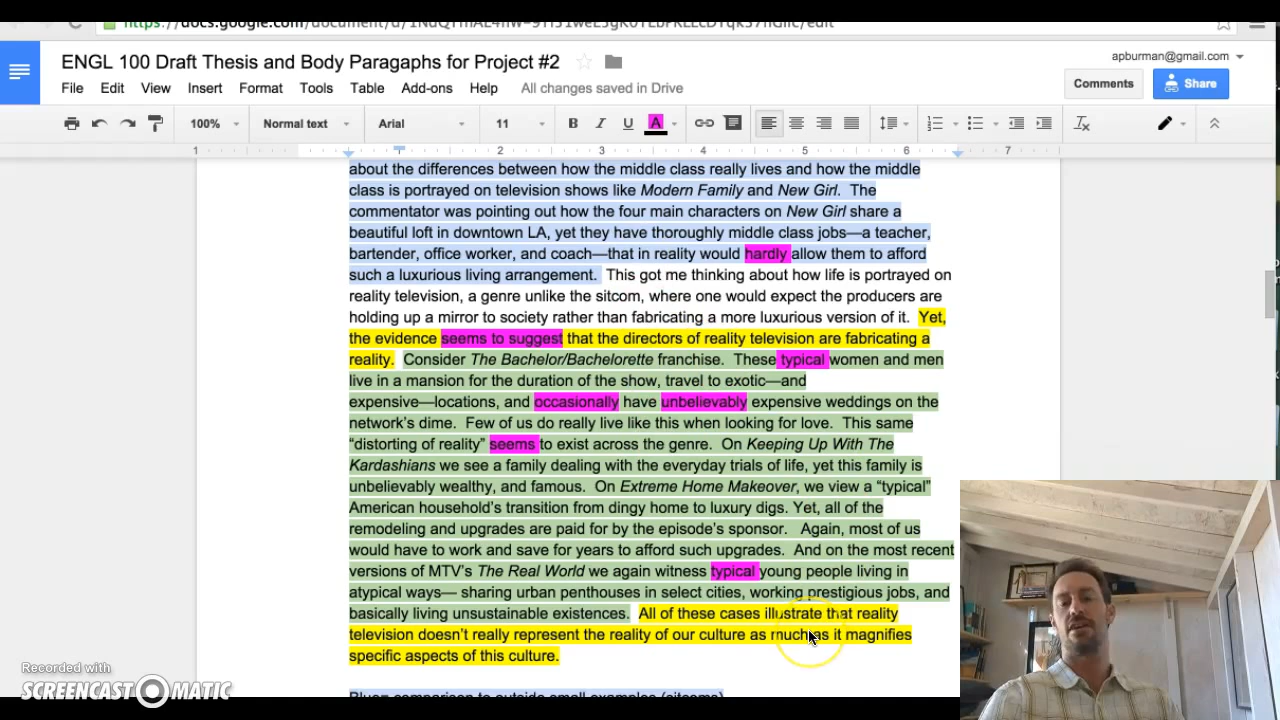 ENGL 100 Draft Thesis and Body Paragaphs for Project #2
apburman@gmail.com
File Edit View Insert Format Tools Table Add-ons Help All changes saved in Drive
Comments
Share
100% Normal text Arial 11 B I U A
1 1 2 3 4 5 6 7
about the differences between how the middle class really lives and how the middle
class is portrayed on television shows like Modern Family and New Girl. The
commentator was pointing out how the four main characters on New Girl share a
beautiful loft in downtown LA, yet they have thoroughly middle class jobs—a teacher,
bartender, office worker, and coach—that in reality would hardly allow them to afford
such a luxurious living arrangement. This got me thinking about how life is portrayed on
reality television, a genre unlike the sitcom, where one would expect the producers are
holding up a mirror to society rather than fabricating a more luxurious version of it. Yet,
the evidence seems to suggest that the directors of reality television are fabricating a
reality. Consider The Bachelor/Bachelorette franchise. These typical women and men
live in a mansion for the duration of the show, travel to exotic—and
expensive—locations, and occasionally have unbelievably expensive weddings on the
network's dime. Few of us do really live like this when looking for love. This same
“distorting of reality” seems to exist across the genre. On Keeping Up With The
Kardashians we see a family dealing with the everyday trials of life, yet this family is
unbelievably wealthy, and famous. On Extreme Home Makeover, we view a “typical”
American household's transition from dingy home to luxury digs. Yet, all of the
remodeling and upgrades are paid for by the episode's sponsor. Again, most of us
would have to work and save for years to afford such upgrades. And on the most recent
versions of MTV's The Real World we again witness typical young people living in
atypical ways— sharing urban penthouses in select cities, working prestigious jobs, and
basically living unsustainable existences. All of these cases illustrate that reality
television doesn't really represent the reality of our culture as much as it magnifies
specific aspects of this culture.
comparison to outside small examples (sitcoms)
Recorded with
SCREENCAST MATIC